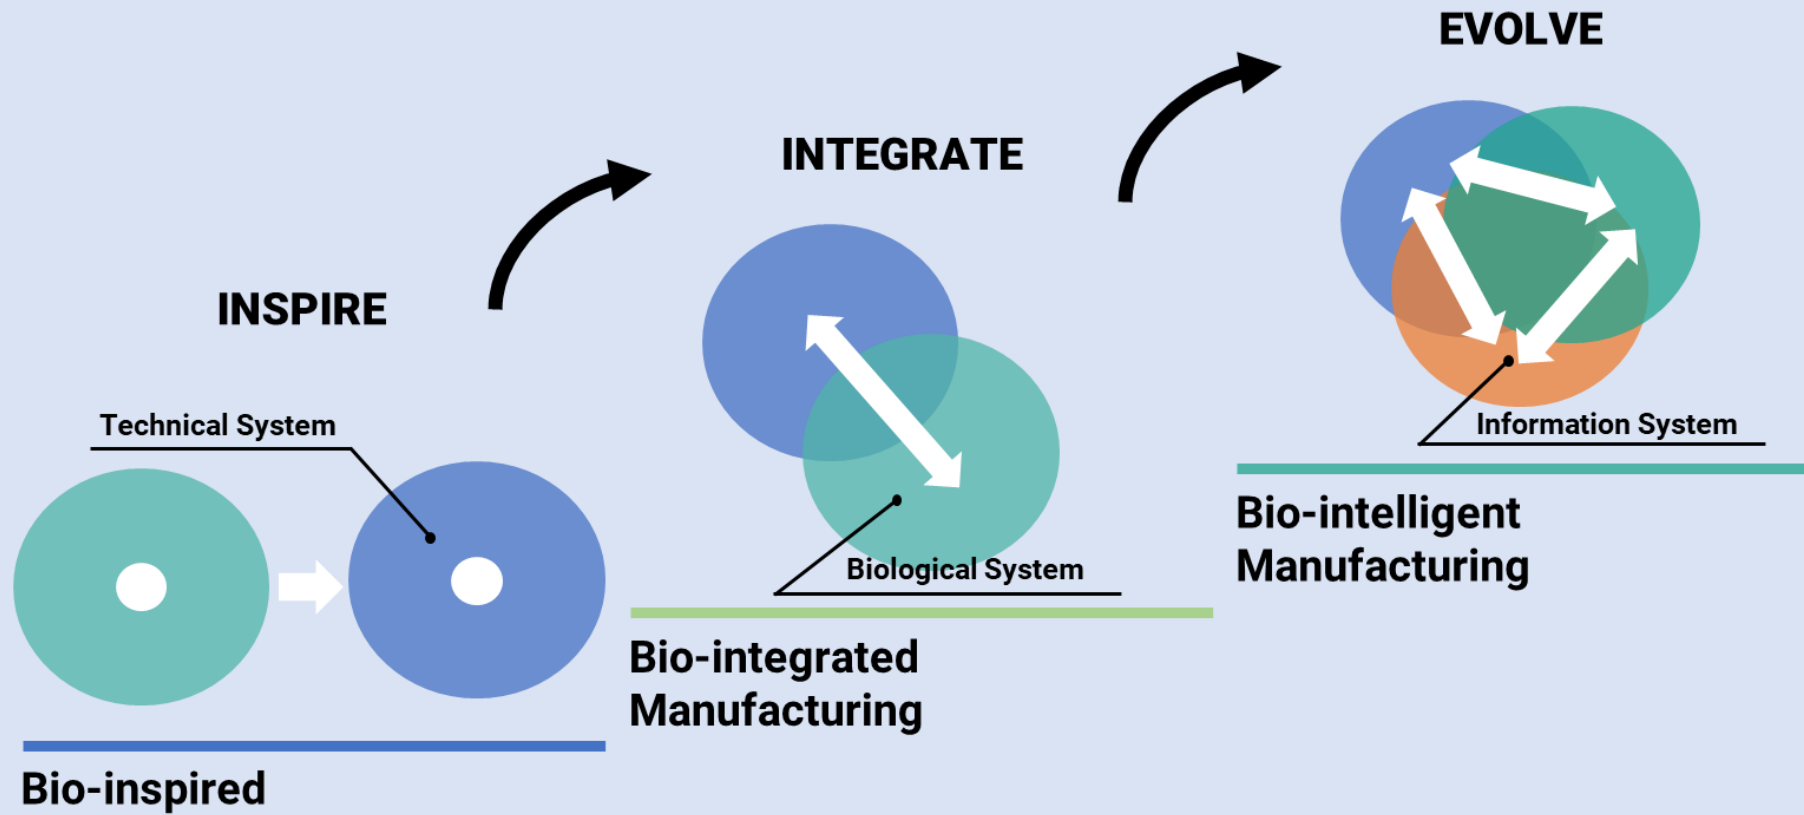 EVOLVE
INTEGRATE
INSPIRE
Technical System
Information System
Bio-intelligent
Manufacturing
Biological System
Bio-integrated
Manufacturing
Bio-inspired